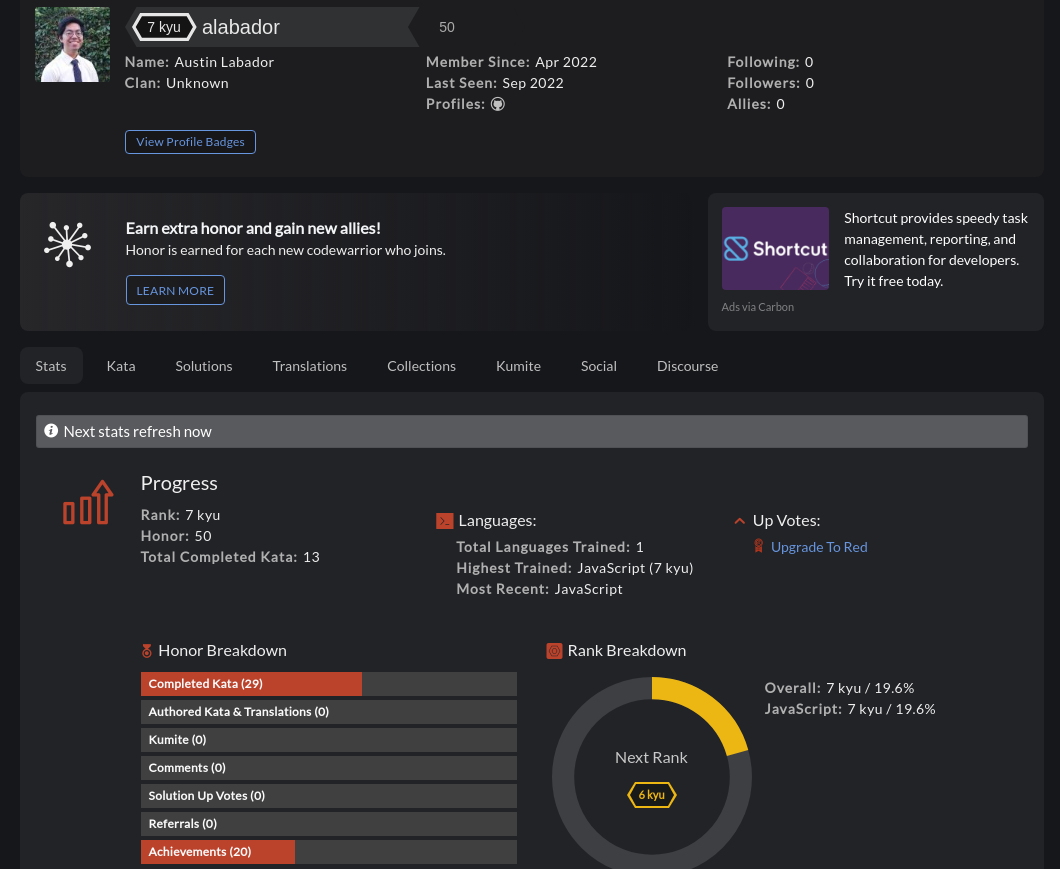 7 kyu alabador 50
Name: Austin Labador
Clan: Unknown
Member Since: Apr 2022
Last Seen: Sep 2022
Profiles:
Following: 0
Followers: 0
Allies: 0
View Profile Badges
Earn extra honor and gain new allies!
Honor is earned for each new codewarrior who joins.
LEARN MORE
Shortcut
Shortcut provides speedy task
management, reporting, and
collaboration for developers.
Try it free today.
Ads via Carbon
Stats Kata Solutions Translations Collections Kumite Social Discourse
Next stats refresh now
Progress
Rank: 7 kyu
Honor: 50
Total Completed Kata: 13
Languages:
Total Languages Trained: 1
Highest Trained: JavaScript (7 kyu)
Most Recent: JavaScript
Up Votes:
Upgrade To Red
Honor Breakdown
Completed Kata (29)
Authored Kata & Translations (0)
Kumite (0)
Comments (0)
Solution Up Votes (0)
Referrals (0)
Achievements (20)
Rank Breakdown
Next Rank
6 kyu
Overall: 7 kyu / 19.6%
JavaScript: 7 kyu / 19.6%